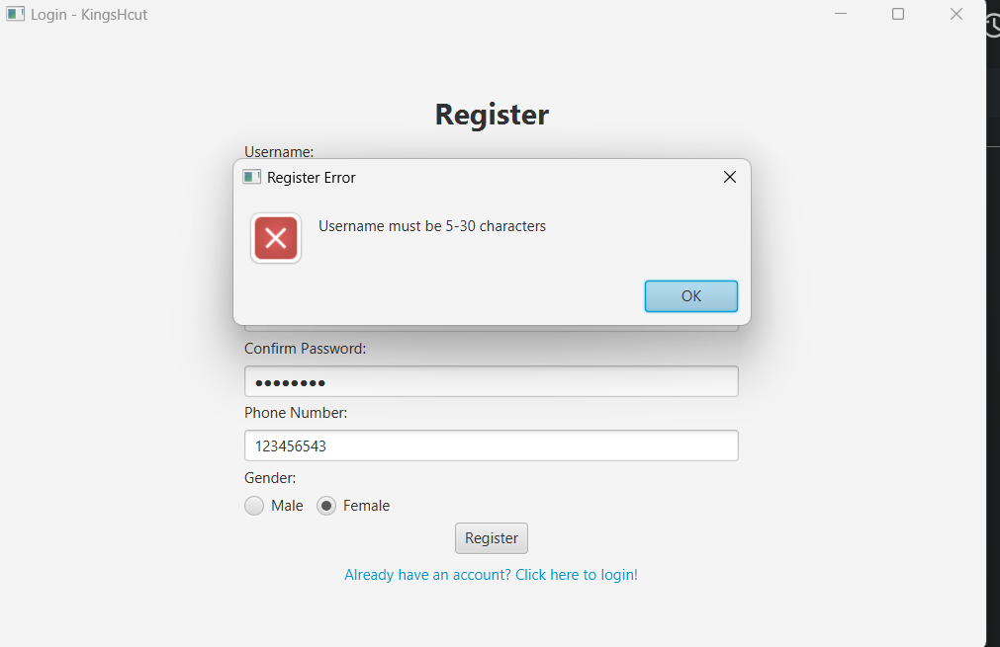 Login - KingsHcut
Register
Username:
Register Error
Username must be 5-30 characters
OK
Confirm Password:
Phone Number:
123456543
Gender:
Male Female
Register
Already have an account? Click here to login!